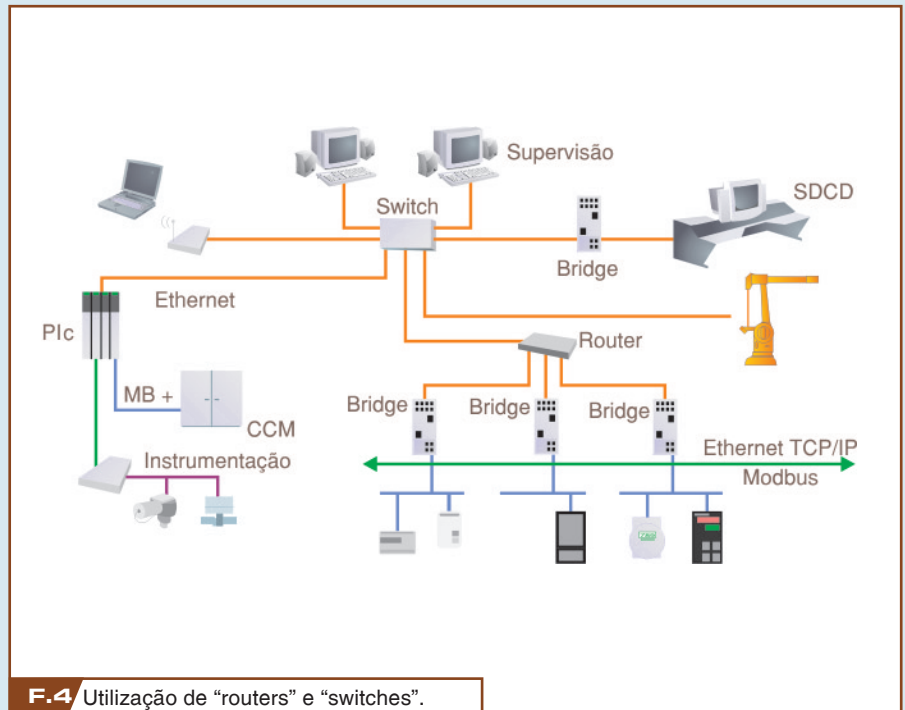 Supervisão
SDCD
Switch
Bridge
Ethernet
PIc
Router
MB +
CCM
Bridge
Bridge
Bridge
Instrumentação
Ethernet TCP/IP
Modbus
F.4 Utilização de “routers” e “switches”.